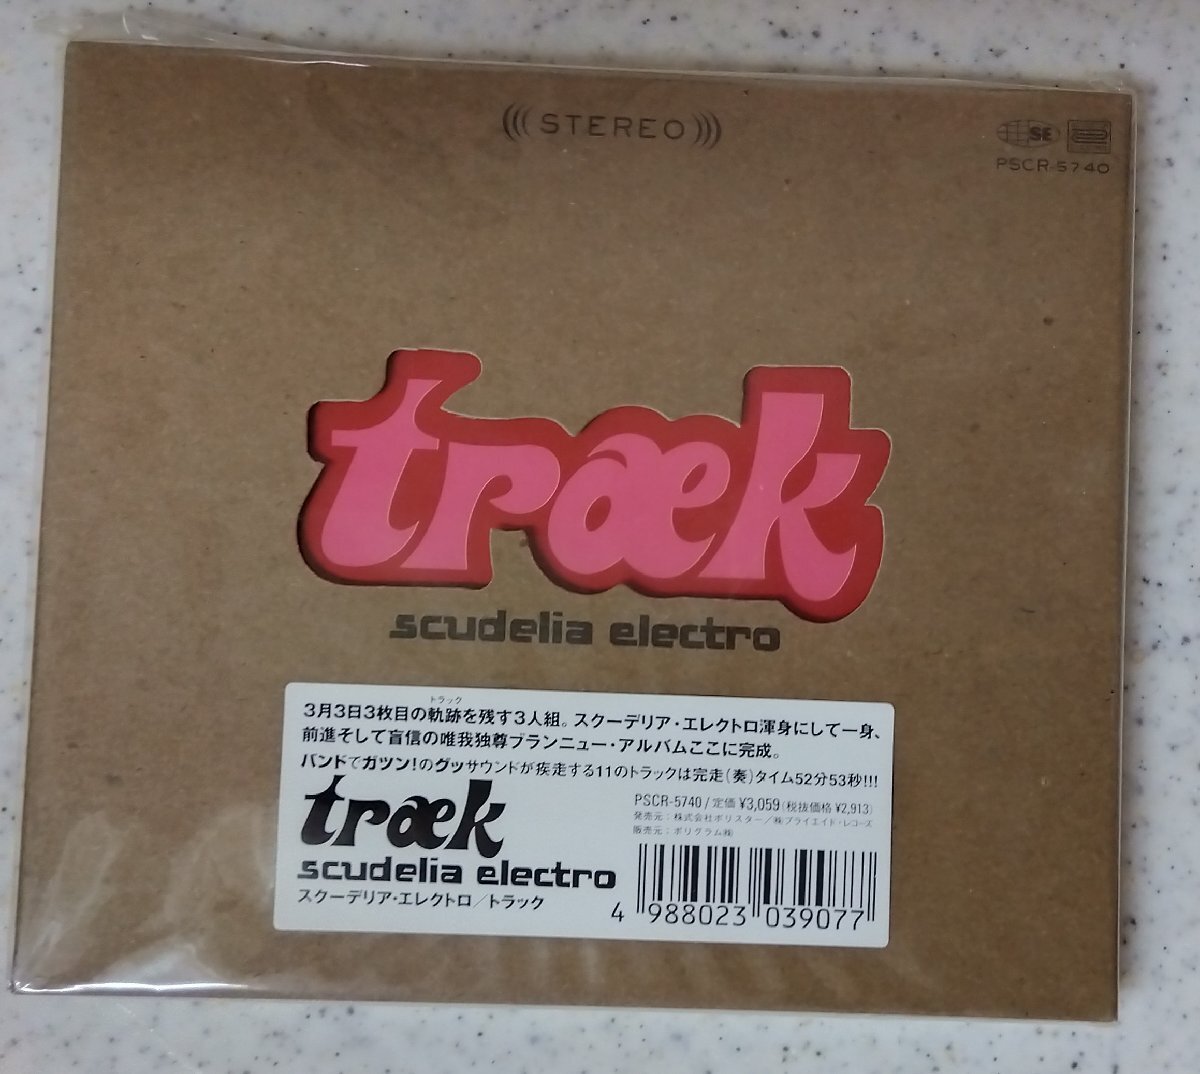 STEREO
SE
PSCR-5740
træk
scudelia electro
トラック
3月3日3枚目の軌跡を残す3人組。スクーデリア・エレクトロ渾身にして一身、
前進そして盲信の唯我独尊ブランニュー・アルバムここに完成。
バンドでガツン!のグッサウンドが疾走する11のトラックは完走(奏)タイム52分53秒!!!
træk
scudelia electro
スクーデリア・エレクトロ/トラック
PSCR-5740/定価¥3,059(税抜価格 ¥2,913)
発売元:株式会社ポリスター/㈱プライエイド・レコーズ
販売元:ポリグラム㈱
4 988023 039077